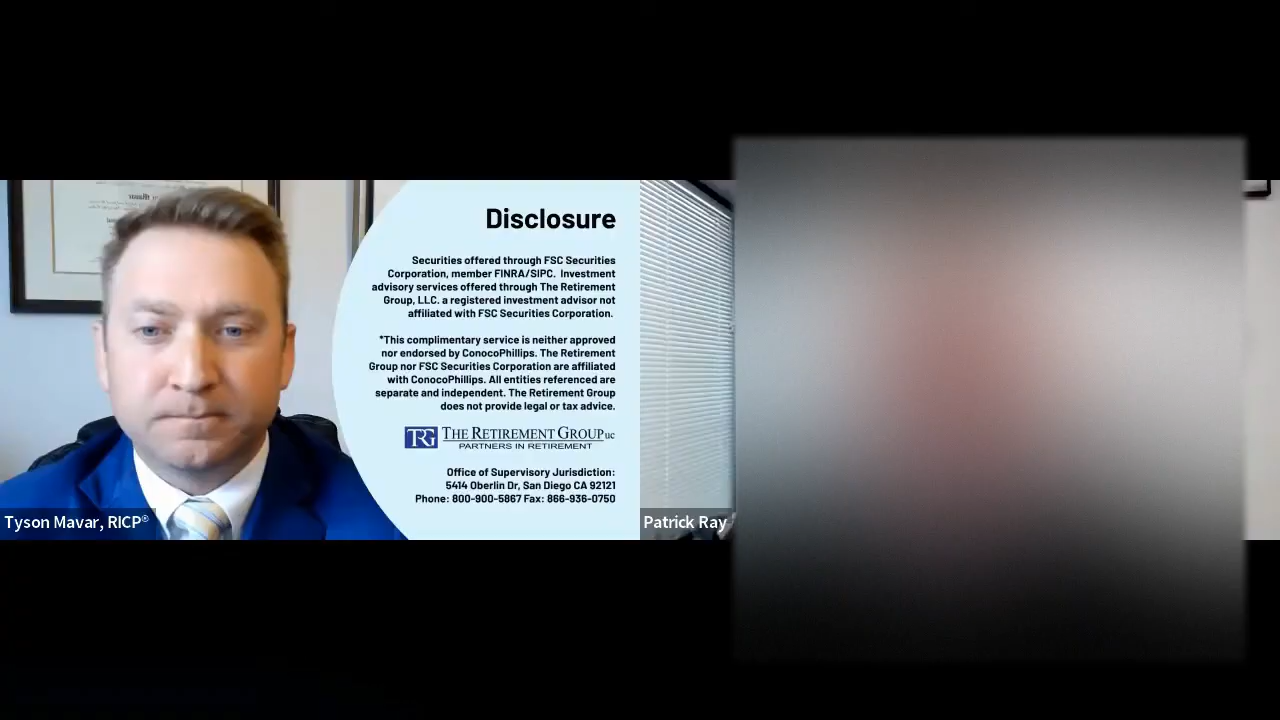 Disclosure
Securities offered through FSC Securities
Corporation, member FINRA/SIPC. Investment
advisory services offered through The Retirement
Group, LLC. a registered investment advisor not
affiliated with FSC Securities Corporation.
*This complimentary service is neither approved
nor endorsed by ConocoPhillips. The Retirement
Group nor FSC Securities Corporation are affiliated
with ConocoPhillips. All entities referenced are
separate and independent. The Retirement Group
does not provide legal or tax advice.
TRG THE RETIREMENT GROUP LLC
PARTNERS IN RETIREMENT
Office of Supervisory Jurisdiction:
5414 Oberlin Dr, San Diego CA 92121
Phone: 800-900-5867 Fax: 866-936-0750
Tyson Mavar, RICP®
Patrick Ray